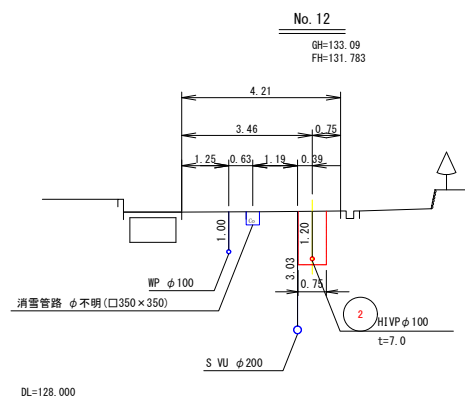 No. 12
GH=133.09
FH=131.783
4.21
3.46
0.75
1.25
0.63
1.19
0.39
1.00
Co
1.20
3.03
WP φ100
0.75
消雪管路 φ不明(□350×350)
2
HIVPφ100
t=7.0
S VU φ200
DL=128.000